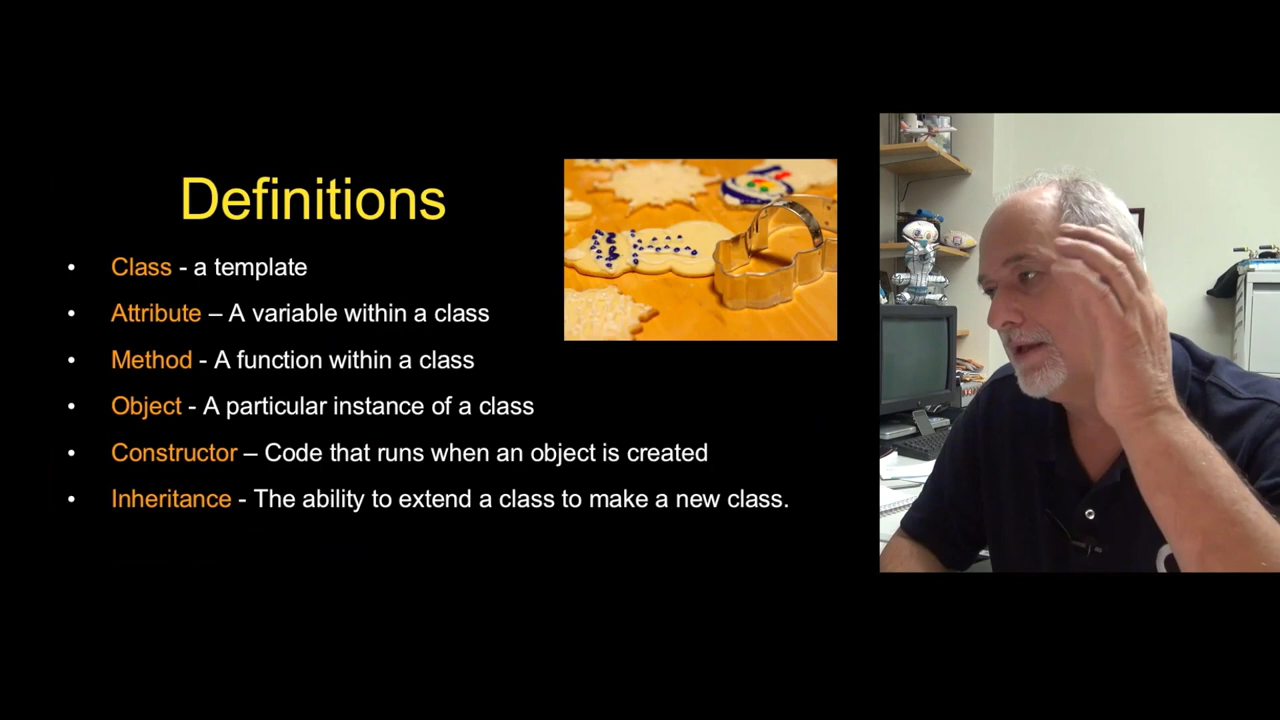 Definitions
• Class - a template
• Attribute – A variable within a class
• Method - A function within a class
• Object - A particular instance of a class
• Constructor – Code that runs when an object is created
• Inheritance - The ability to extend a class to make a new class.